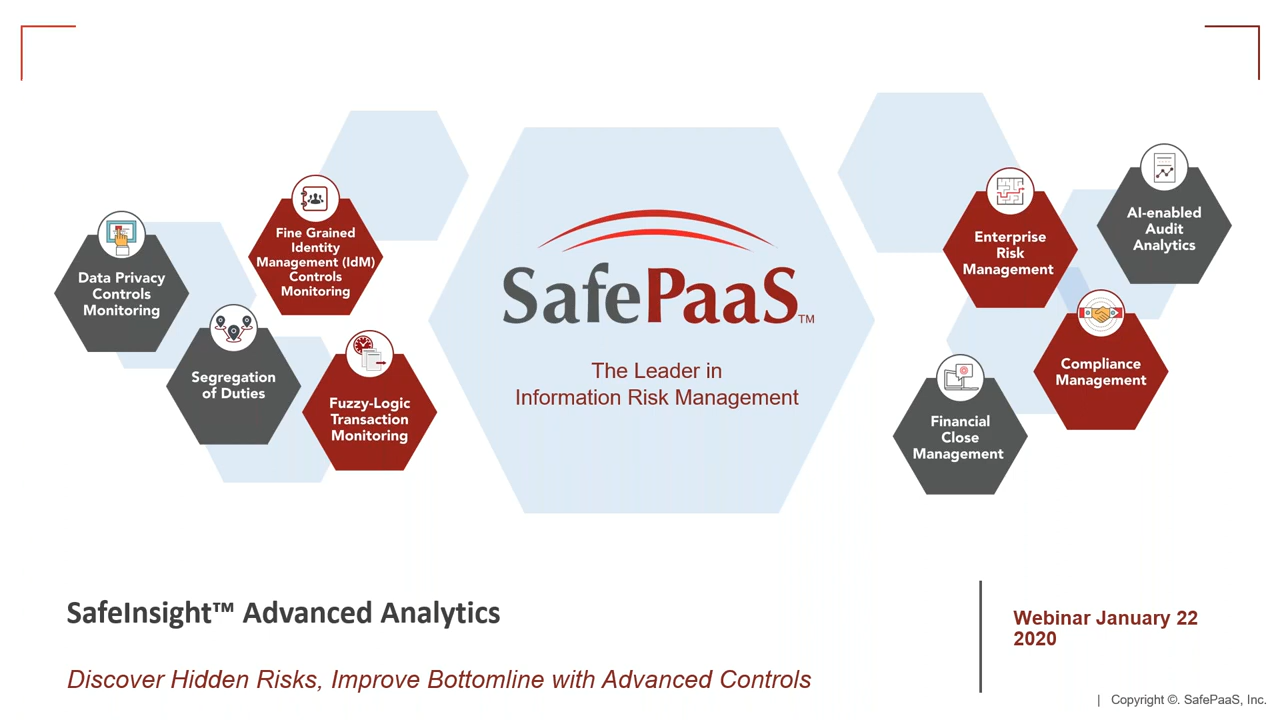 Data Privacy
Controls
Monitoring
Fine Grained
Identity
Management (IdM)
Controls
Monitoring
Segregation
of Duties
Fuzzy-Logic
Transaction
Monitoring
SafePaaS™
The Leader in
Information Risk Management
Enterprise
Risk
Management
AI-enabled
Audit
Analytics
Compliance
Management
Financial
Close
Management
SafeInsight™ Advanced Analytics
Discover Hidden Risks, Improve Bottomline with Advanced Controls
Webinar January 22
2020
| Copyright ©. SafePaaS, Inc.